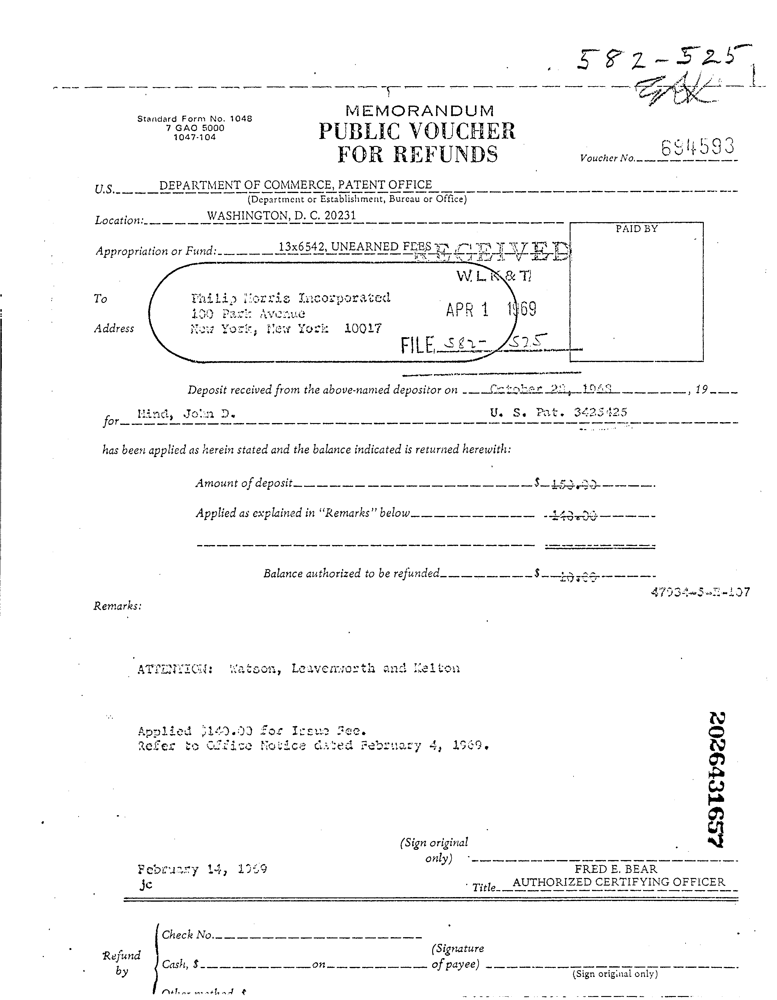 582-525
Standard Form No. 1048
7 GAO 5000
1047-104
MEMORANDUM
PUBLIC VOUCHER
FOR REFUNDS
Voucher No. 694593
U.S. DEPARTMENT OF COMMERCE, PATENT OFFICE
(Department or Establishment, Bureau or Office)
Location: WASHINGTON, D. C. 20231
PAID BY
Appropriation or Fund: 13x6542, UNEARNED FEES
RECEIVED
W. L. K & T.
To Philip Morris Incorporated
100 Park Avenue
APR 1 1969
Address New York, New York 10017
FILE 582-525
Deposit received from the above-named depositor on October 1968, 19
for Hind, John D. U. S. Pat. 3425425
has been applied as herein stated and the balance indicated is returned herewith:
Amount of deposit $ 150.00
Applied as explained in "Remarks" below 140.00
Balance authorized to be refunded $ 10.00
Remarks:
ATTENTION: Watson, Leavenworth and Kelton
Applied $140.00 for Issue Fee.
Refer to Office Notice dated February 4, 1969.
2026431657
(Sign original
only)
February 14, 1969
FRED E. BEAR
jc
Title AUTHORIZED CERTIFYING OFFICER
Refund
by
Check No.
Cash, $ on
(Signature
of payee)
(Sign original only)
Other method $